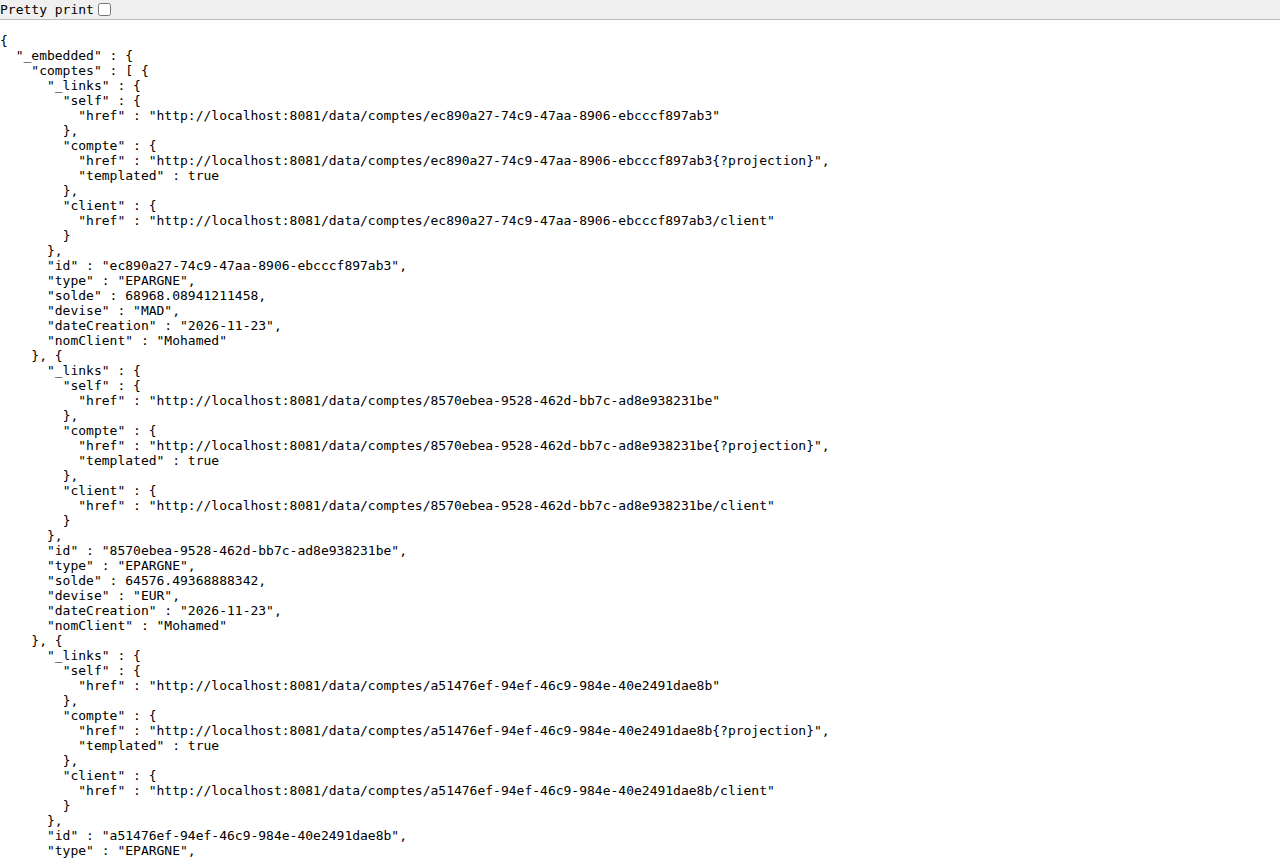 Pretty print
{
  "_embedded" : {
    "comptes" : [ {
      "_links" : {
        "self" : {
          "href" : "http://localhost:8081/data/comptes/ec890a27-74c9-47aa-8906-ebcccf897ab3"
        },
        "compte" : {
          "href" : "http://localhost:8081/data/comptes/ec890a27-74c9-47aa-8906-ebcccf897ab3{?projection}",
          "templated" : true
        },
        "client" : {
          "href" : "http://localhost:8081/data/comptes/ec890a27-74c9-47aa-8906-ebcccf897ab3/client"
        }
      },
      "id" : "ec890a27-74c9-47aa-8906-ebcccf897ab3",
      "type" : "EPARGNE",
      "solde" : 68968.08941211458,
      "devise" : "MAD",
      "dateCreation" : "2026-11-23",
      "nomClient" : "Mohamed"
    }, {
      "_links" : {
        "self" : {
          "href" : "http://localhost:8081/data/comptes/8570ebea-9528-462d-bb7c-ad8e938231be"
        },
        "compte" : {
          "href" : "http://localhost:8081/data/comptes/8570ebea-9528-462d-bb7c-ad8e938231be{?projection}",
          "templated" : true
        },
        "client" : {
          "href" : "http://localhost:8081/data/comptes/8570ebea-9528-462d-bb7c-ad8e938231be/client"
        }
      },
      "id" : "8570ebea-9528-462d-bb7c-ad8e938231be",
      "type" : "EPARGNE",
      "solde" : 64576.49368888342,
      "devise" : "EUR",
      "dateCreation" : "2026-11-23",
      "nomClient" : "Mohamed"
    }, {
      "_links" : {
        "self" : {
          "href" : "http://localhost:8081/data/comptes/a51476ef-94ef-46c9-984e-40e2491dae8b"
        },
        "compte" : {
          "href" : "http://localhost:8081/data/comptes/a51476ef-94ef-46c9-984e-40e2491dae8b{?projection}",
          "templated" : true
        },
        "client" : {
          "href" : "http://localhost:8081/data/comptes/a51476ef-94ef-46c9-984e-40e2491dae8b/client"
        }
      },
      "id" : "a51476ef-94ef-46c9-984e-40e2491dae8b",
      "type" : "EPARGNE",